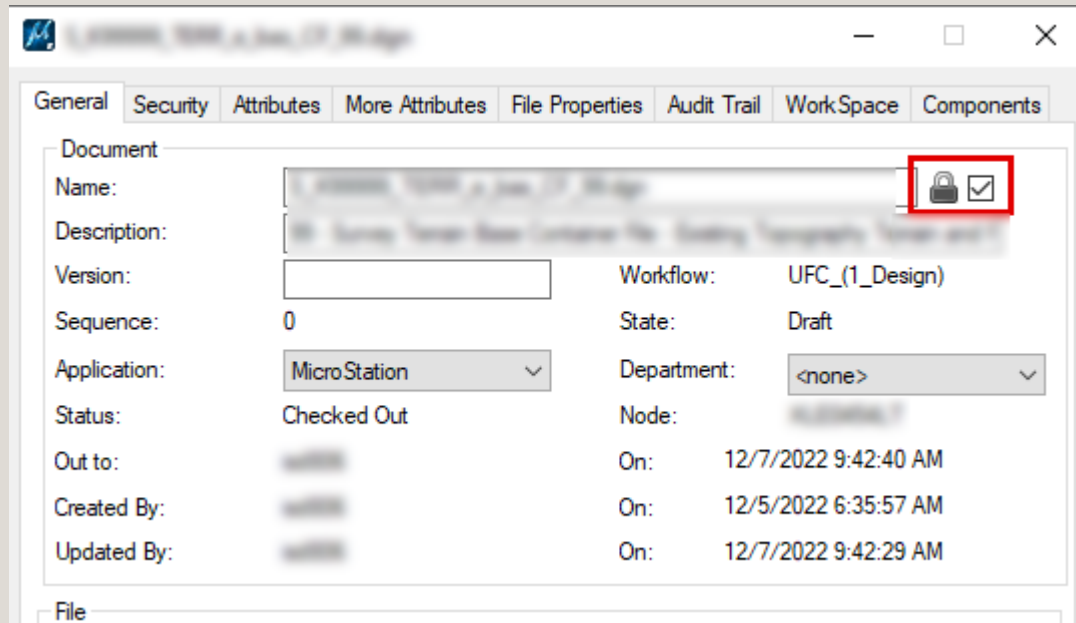 General Security Attributes More Attributes File Properties Audit Trail WorkSpace Components
Document
Name:
Description:
Version: Workflow: UFC_(1_Design)
Sequence: 0 State: Draft
Application: MicroStation Department: <none>
Status: Checked Out Node:
Out to: On: 12/7/2022 9:42:40 AM
Created By: On: 12/5/2022 6:35:57 AM
Updated By: On: 12/7/2022 9:42:29 AM
File